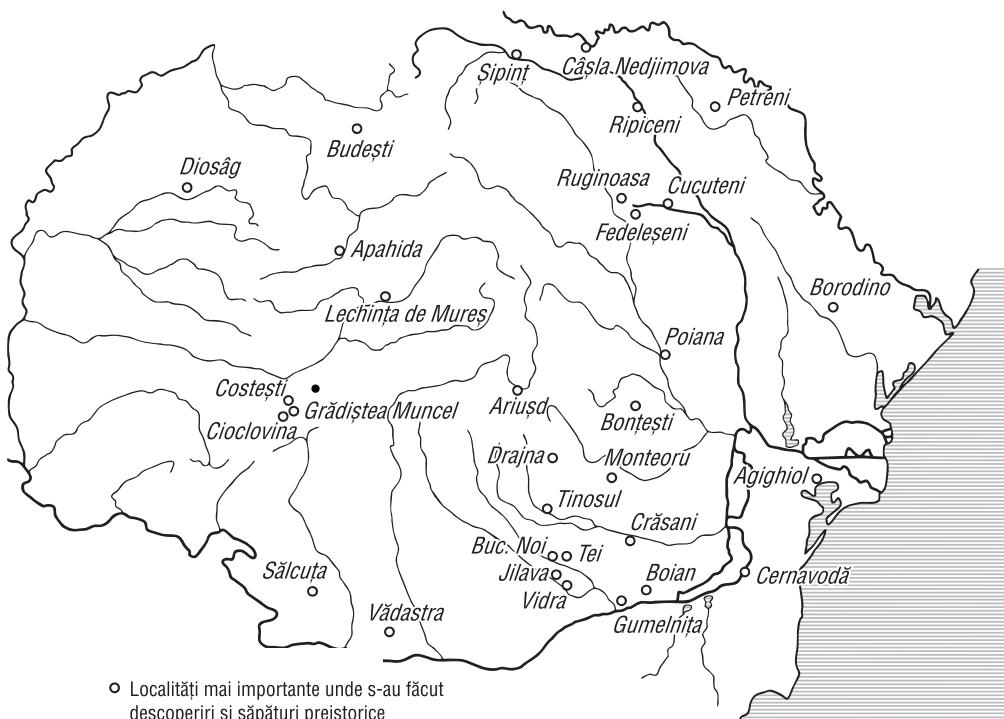 Șipinț
Câșla Nedjimova
Petreni
Ripiceni
Budești
Diosâg
Ruginoasa
Cucuteni
Fedeleșeni
Apahida
Borodino
Lechința de Mureș
Poiana
Costești
Grădiștea Muncel
Cioclovina
Ariușd
Bonțești
Drajna
Monteoru
Agighiol
Tinosul
Crăsani
Buc. Noi
Tei
Jilava
Boian
Cernavodă
Sălcuța
Vidra
Vădastra
Gumelnița
Localități mai importante unde s-au făcut
descoperiri și săpături preistorice